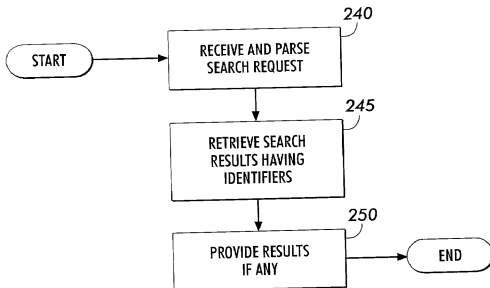 240
START
RECEIVE AND PARSE
SEARCH REQUEST
245
RETRIEVE SEARCH
RESULTS HAVING
IDENTIFIERS
250
PROVIDE RESULTS
IF ANY
END